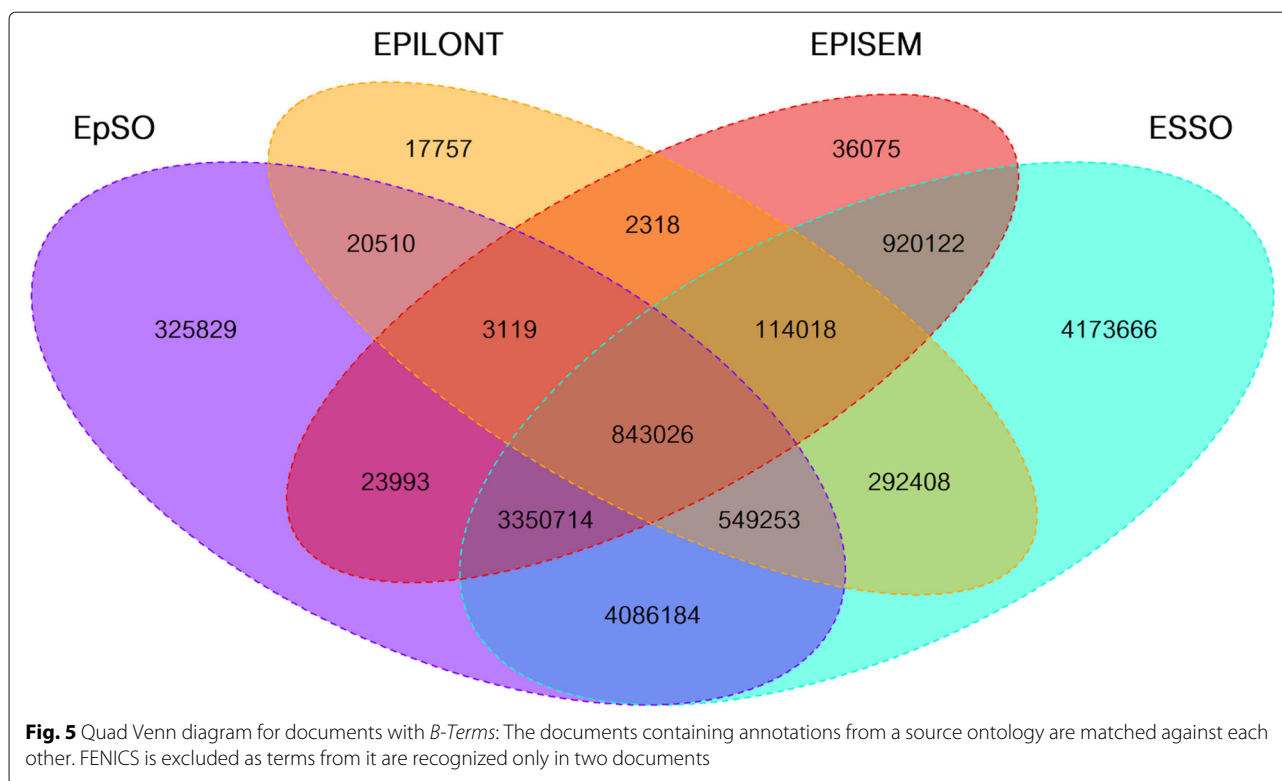 EPILONT
EPISEM
EpSO
ESSO
17757
36075
20510
2318
920122
325829
3119
114018
4173666
843026
23993
292408
3350714
549253
4086184
Fig. 5 Quad Venn diagram for documents with B-Terms: The documents containing annotations from a source ontology are matched against each
other. FENICS is excluded as terms from it are recognized only in two documents